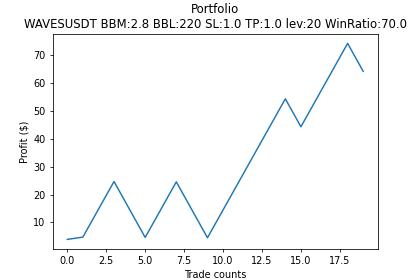 Portfolio
WAVESUSDT BBM:2.8 BBL:220 SL:1.0 TP:1.0 lev:20 WinRatio:70.0
70
60
50
40
30
20
10
Profit ($)
0.0 2.5 5.0 7.5 10.0 12.5 15.0 17.5
Trade counts